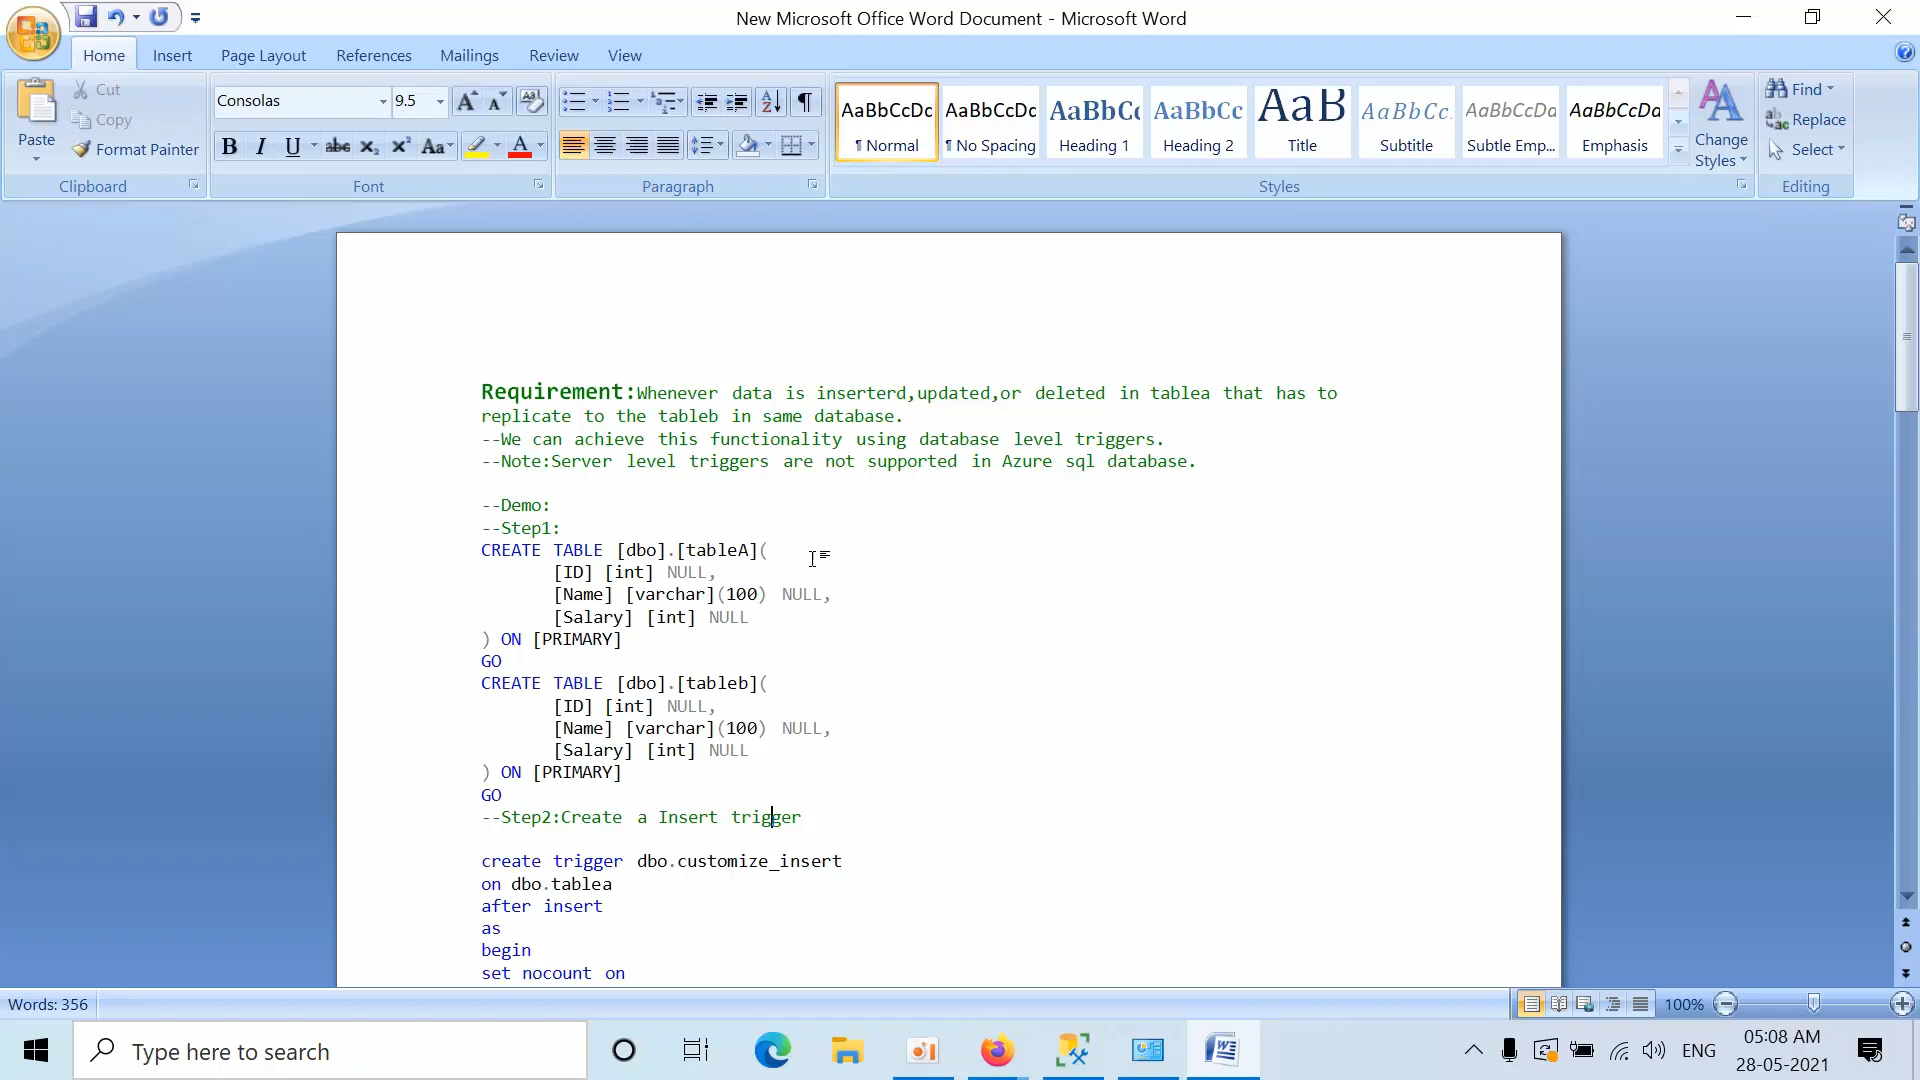 New Microsoft Office Word Document - Microsoft Word
Home Insert Page Layout References Mailings Review View
Paste
Cut
Copy
Format Painter
Clipboard
Consolas 9.5
Font
Paragraph
AaBbCcDc AaBbCcDc AaBbC AaBbCc AaB AaBbCc. AaBbCcDa AaBbCcDa
¶ Normal ¶ No Spacing Heading 1 Heading 2 Title Subtitle Subtle Emp... Emphasis
Change Styles
Styles
Find
Replace
Select
Editing
Requirement:Whenever data is inserterd,updated,or deleted in tablea that has to
replicate to the tableb in same database.
--We can achieve this functionality using database level triggers.
--Note:Server level triggers are not supported in Azure sql database.
--Demo:
--Step1:
CREATE TABLE [dbo].[tableA](
[ID] [int] NULL,
[Name] [varchar](100) NULL,
[Salary] [int] NULL
) ON [PRIMARY]
GO
CREATE TABLE [dbo].[tableb](
[ID] [int] NULL,
[Name] [varchar](100) NULL,
[Salary] [int] NULL
) ON [PRIMARY]
GO
--Step2:Create a Insert trigger
create trigger dbo.customize_insert
on dbo.tablea
after insert
as
begin
set nocount on
Words: 356
100%
Type here to search
ENG
05:08 AM
28-05-2021